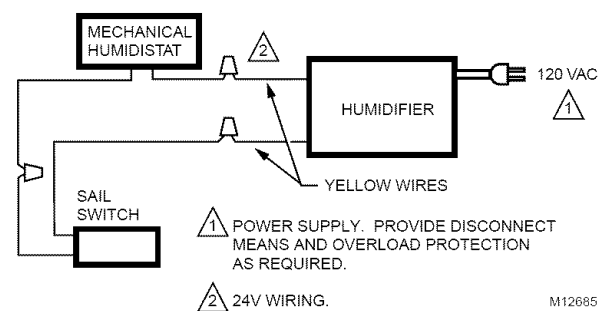 MECHANICAL
HUMIDISTAT
2
120 VAC
1
HUMIDIFIER
YELLOW WIRES
SAIL
SWITCH
1 POWER SUPPLY. PROVIDE DISCONNECT
MEANS AND OVERLOAD PROTECTION
AS REQUIRED.
2 24V WIRING.
M12685